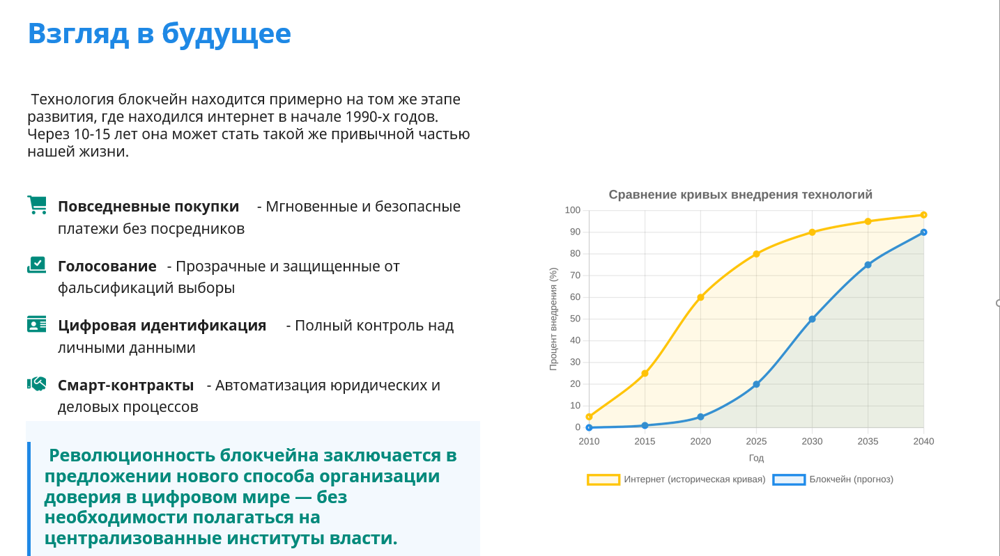 Взгляд в будущее
Технология блокчейн находится примерно на том же этапе
развития, где находился интернет в начале 1990-х годов.
Через 10-15 лет она может стать такой же привычной частью
нашей жизни.
Повседневные покупки - Мгновенные и безопасные
платежи без посредников
Голосование - Прозрачные и защищенные от
фальсификаций выборы
Цифровая идентификация - Полный контроль над
личными данными
Смарт-контракты - Автоматизация юридических и
деловых процессов
Революционность блокчейна заключается в
предложении нового способа организации
доверия в цифровом мире — без
необходимости полагаться на
централизованные институты власти.
Сравнение кривых внедрения технологий
Процент внедрения (%)
100
90
80
70
60
50
40
30
20
10
0
2010 2015 2020 2025 2030 2035 2040
Год
Интернет (историческая кривая) Блокчейн (прогноз)